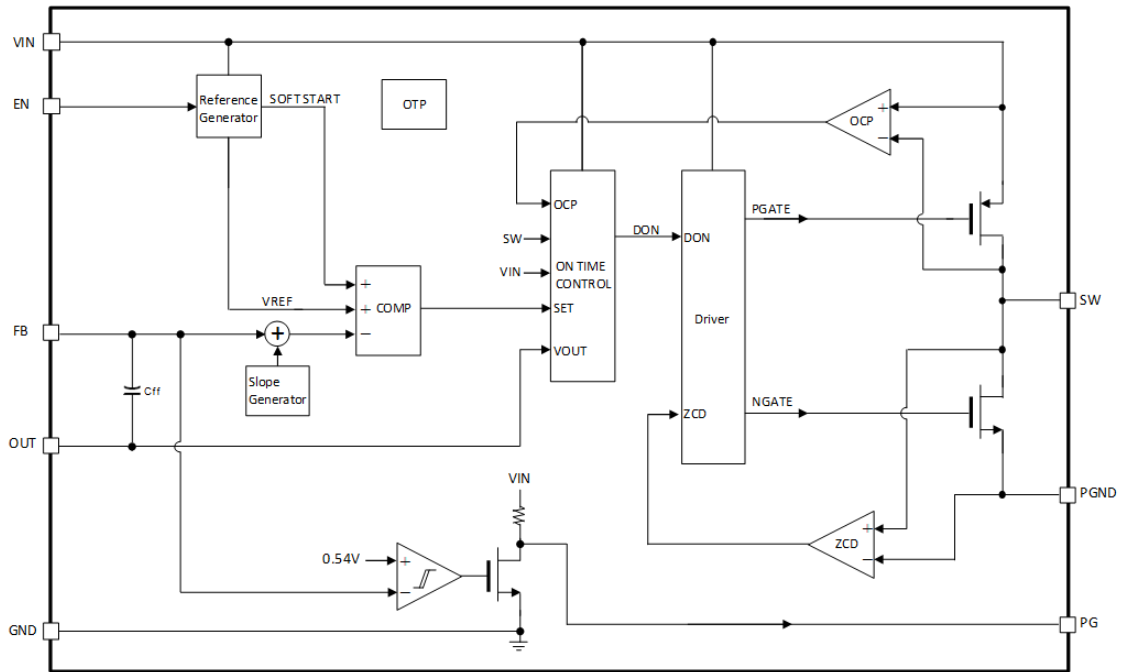 VIN
EN
Reference
Generator
SOFTSTART
OTP
+
OCP
−
OCP
PGATE
SW
DON
DON
VIN
ON TIME
CONTROL
+
VREF
+
COMP
SET
SW
FB
+
−
Driver
VOUT
Slope
Generator
Cff
NGATE
ZCD
OUT
VIN
PGND
+
ZCD
−
0.54V
+
−
GND
PG